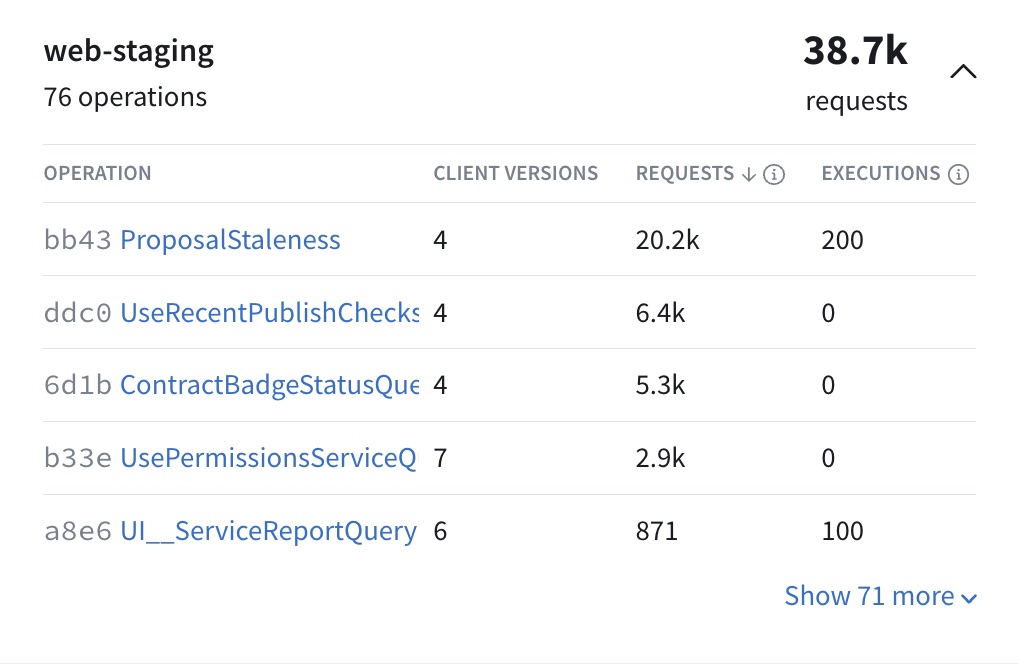 web-staging
38.7k
76 operations
requests
OPERATION CLIENT VERSIONS REQUESTS EXECUTIONS
bb43 ProposalStaleness 4 20.2k 200
ddc0 UseRecentPublishChecks 4 6.4k 0
6d1b ContractBadgeStatusQue 4 5.3k 0
b33e UsePermissionsServiceQ 7 2.9k 0
a8e6 UI__ServiceReportQuery 6 871 100
Show 71 more